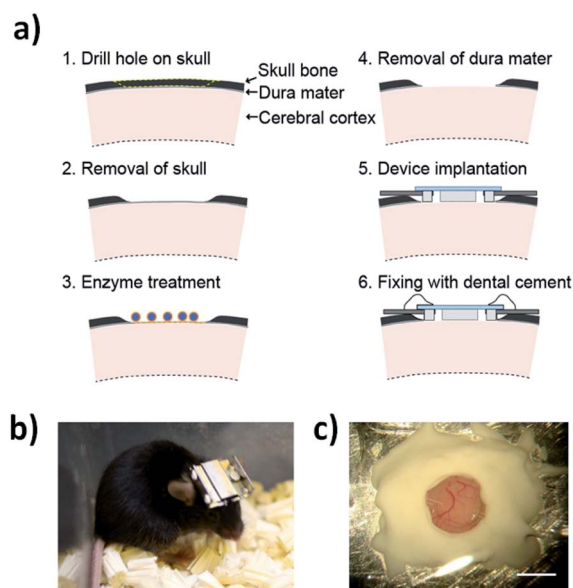 a)
1. Drill hole on skull
Skull bone
Dura mater
Cerebral cortex
2. Removal of skull
3. Enzyme treatment
4. Removal of dura mater
5. Device implantation
6. Fixing with dental cement
b)
c)